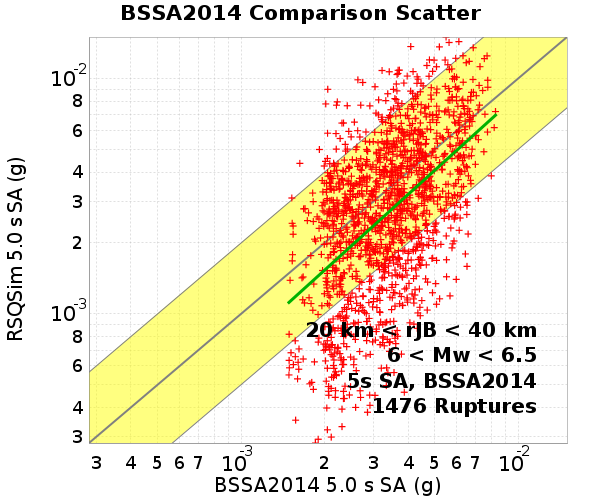 BSSA2014 Comparison Scatter
RSQSim 5.0 s SA (g)
10-2
8
6
4
3
2
10-3
8
6
4
3
20 km < rJB < 40 km
6 < Mw < 6.5
5s SA, BSSA2014
1476 Ruptures
3 4 5 6 7 10-3 2 3 4 5 6 7 10-2
BSSA2014 5.0 s SA (g)